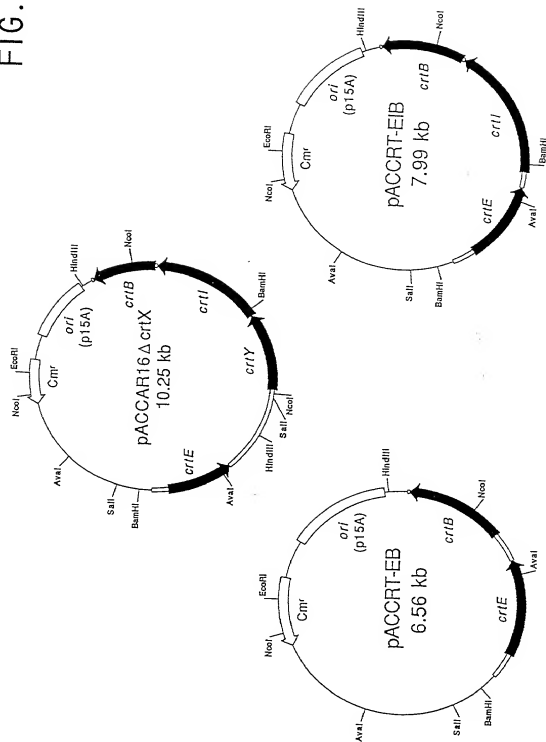 FIG.
pACCAR16ΔcrtX
10.25 kb
EcoRI
NcoI
Cmʳ
ori
(p15A)
HindIII
crtB
NcoI
crtI
BamHI
crtY
NcoI
SalI
HindIII
AvaI
crtE
BamHI
SalI
AvaI
pACCRT-EIB
7.99 kb
EcoRI
NcoI
Cmʳ
ori
(p15A)
HindIII
NcoI
crtB
crtI
BamHI
AvaI
crtE
BamHI
SalI
AvaI
pACCRT-EB
6.56 kb
EcoRI
NcoI
Cmʳ
ori
(p15A)
HindIII
crtB
NcoI
AvaI
crtE
BamHI
SalI
AvaI